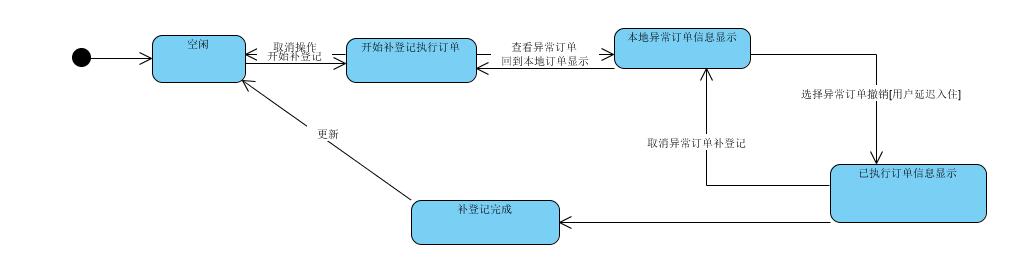 空闲
取消操作
开始补登记
开始补登记执行订单
查看异常订单
回到本地订单显示
本地异常订单信息显示
选择异常订单撤销[用户延迟入住]
更新
取消异常订单补登记
已执行订单信息显示
补登记完成